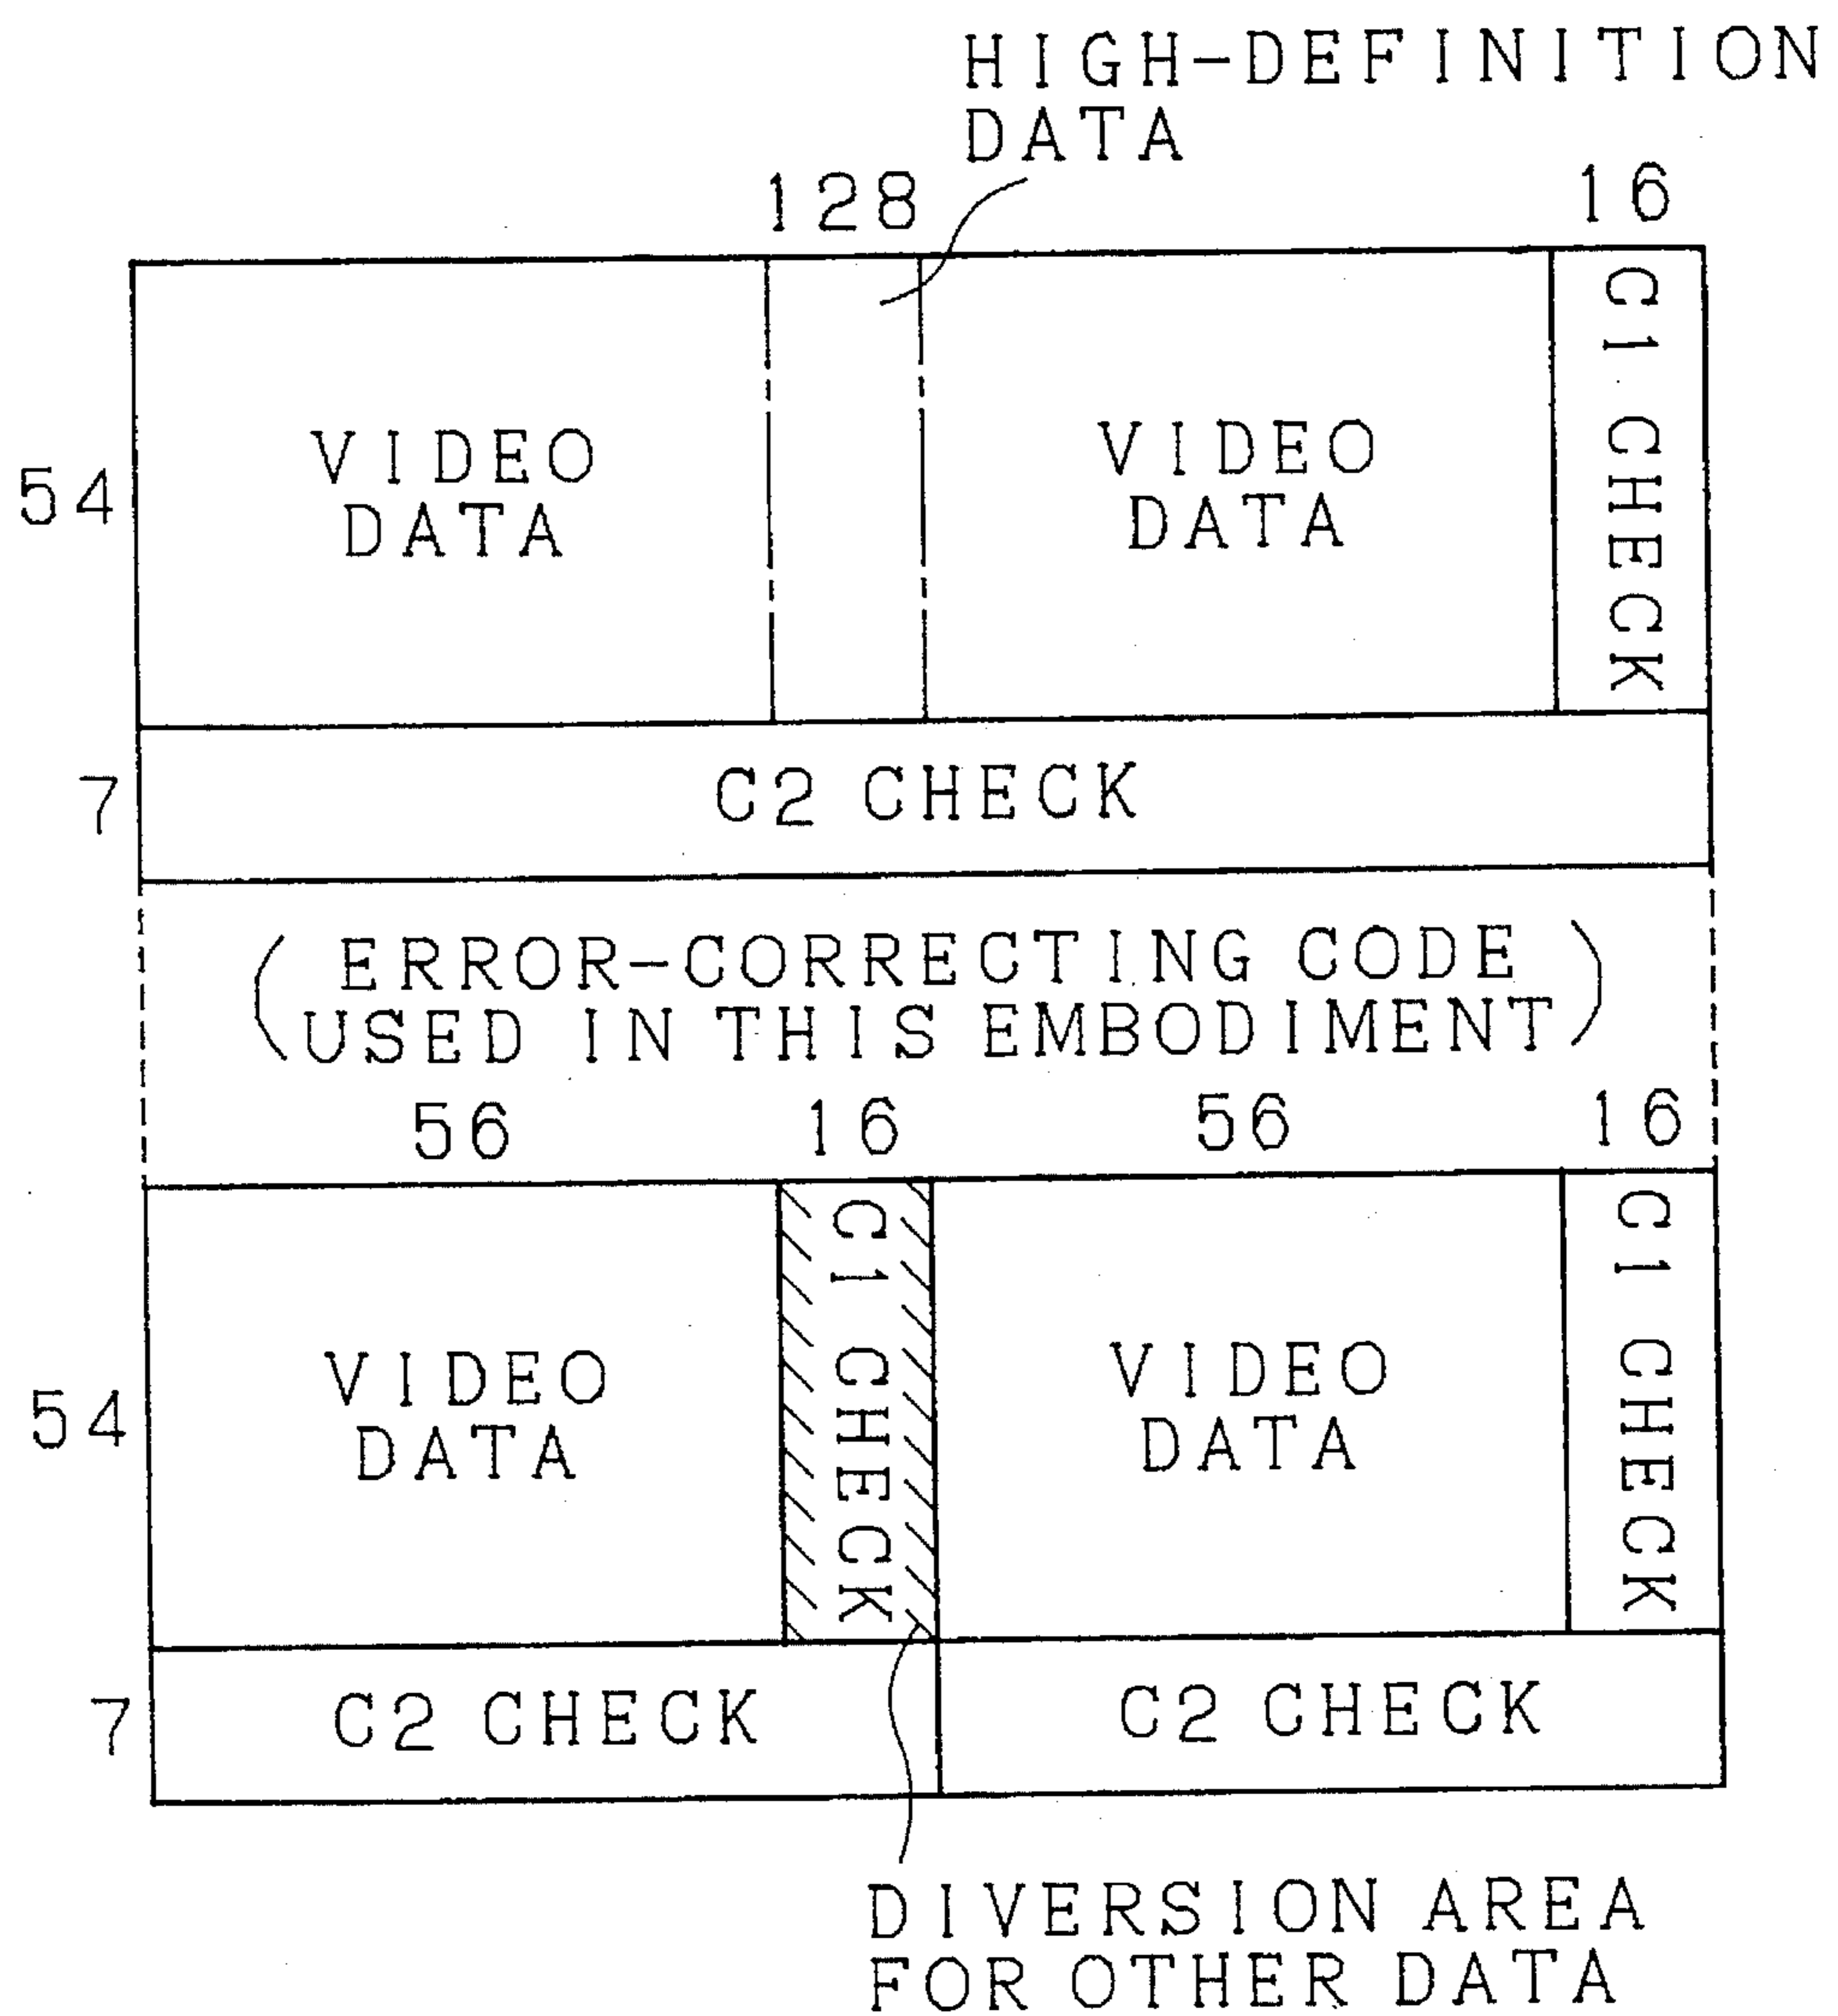 HIGH-DEFINITION
DATA
128
16
VIDEO
DATA
VIDEO
DATA
C1 CHECK
54
7
C2 CHECK
(ERROR-CORRECTING CODE
USED IN THIS EMBODIMENT)
56
16
56
16
VIDEO
DATA
C1 CHECK
VIDEO
DATA
C1 CHECK
54
7
C2 CHECK
C2 CHECK
DIVERSION AREA
FOR OTHER DATA